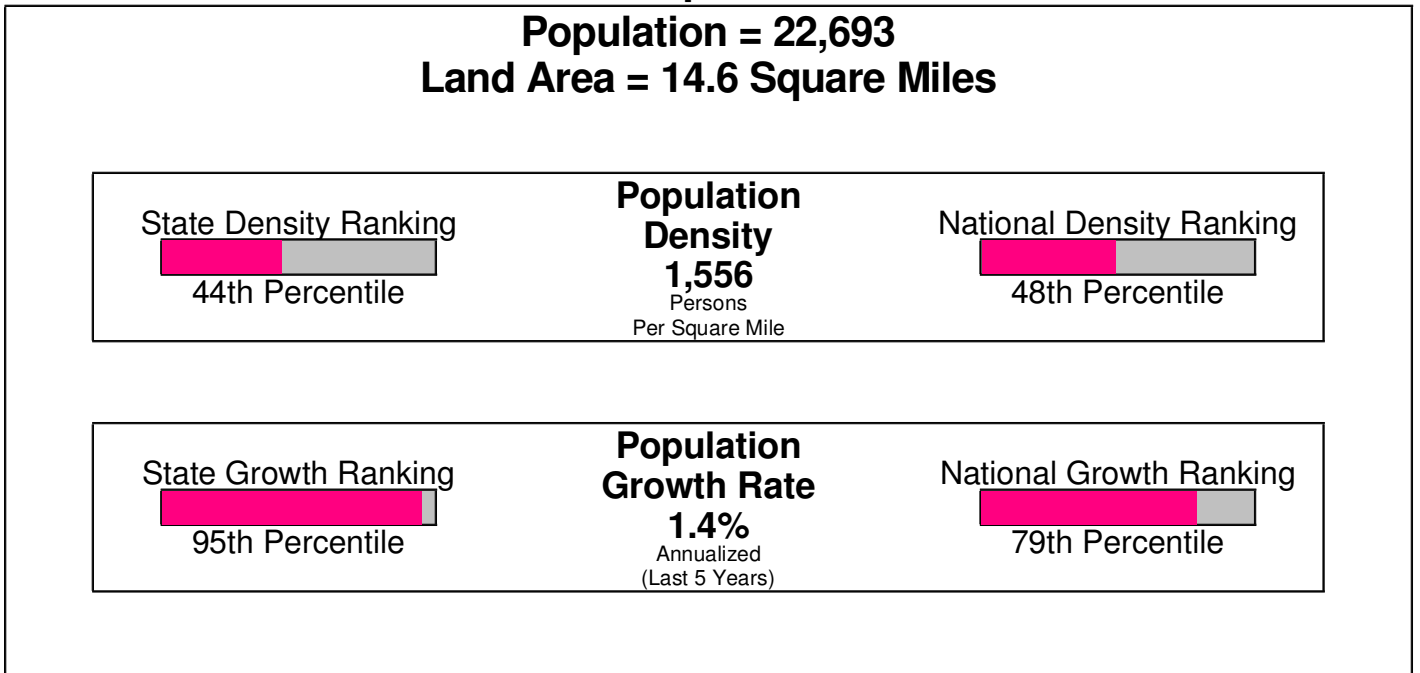 Population = 22,693
Land Area = 14.6 Square Miles
State Density Ranking
44th Percentile
Population
Density
1,556
Persons
Per Square Mile
National Density Ranking
48th Percentile
State Growth Ranking
95th Percentile
Population
Growth Rate
1.4%
Annualized
(Last 5 Years)
National Growth Ranking
79th Percentile